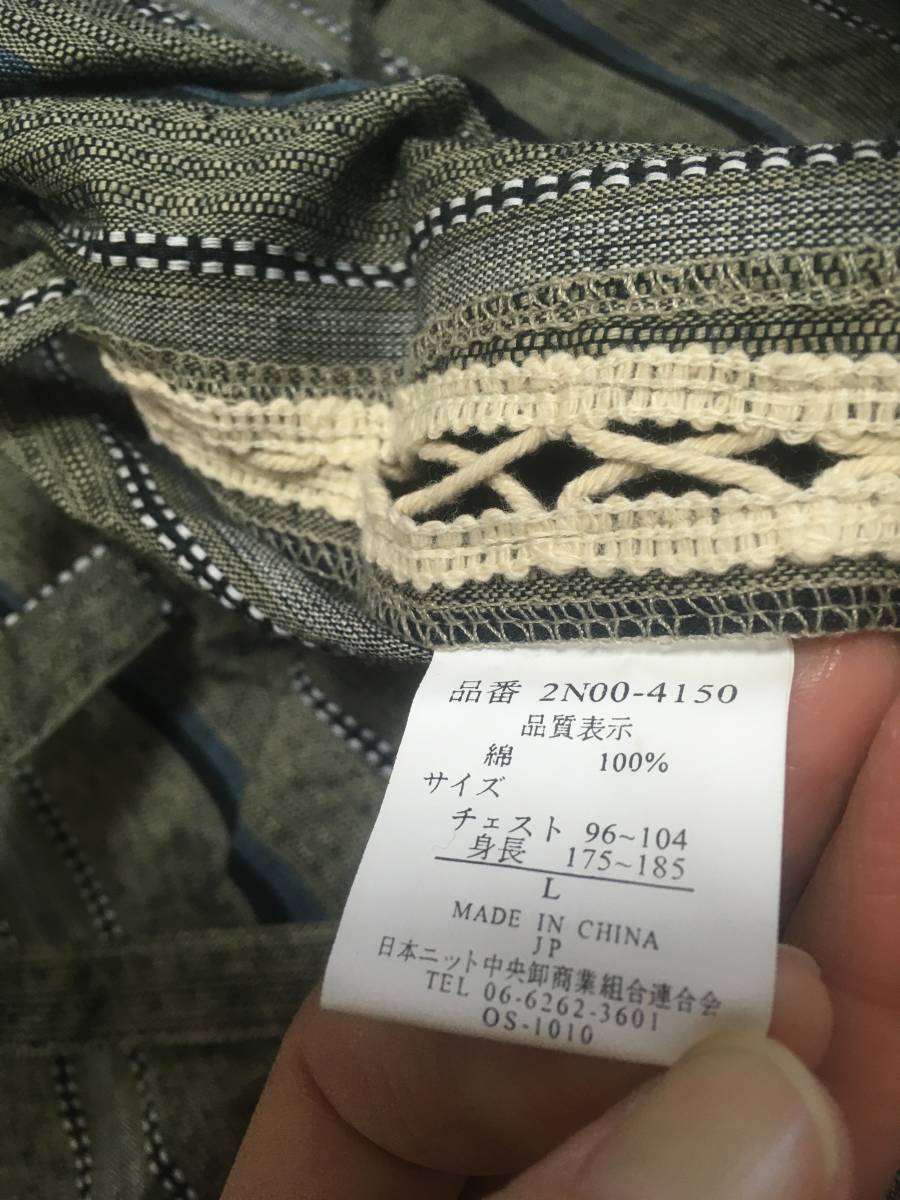 品番 2N00-4150
品質表示
綿 100%
サイズ
チェスト 96~104
身長 175~185
L
MADE IN CHINA
JP
日本ニット中央卸商業組合連合会
TEL 06-6262-3601
OS-1010